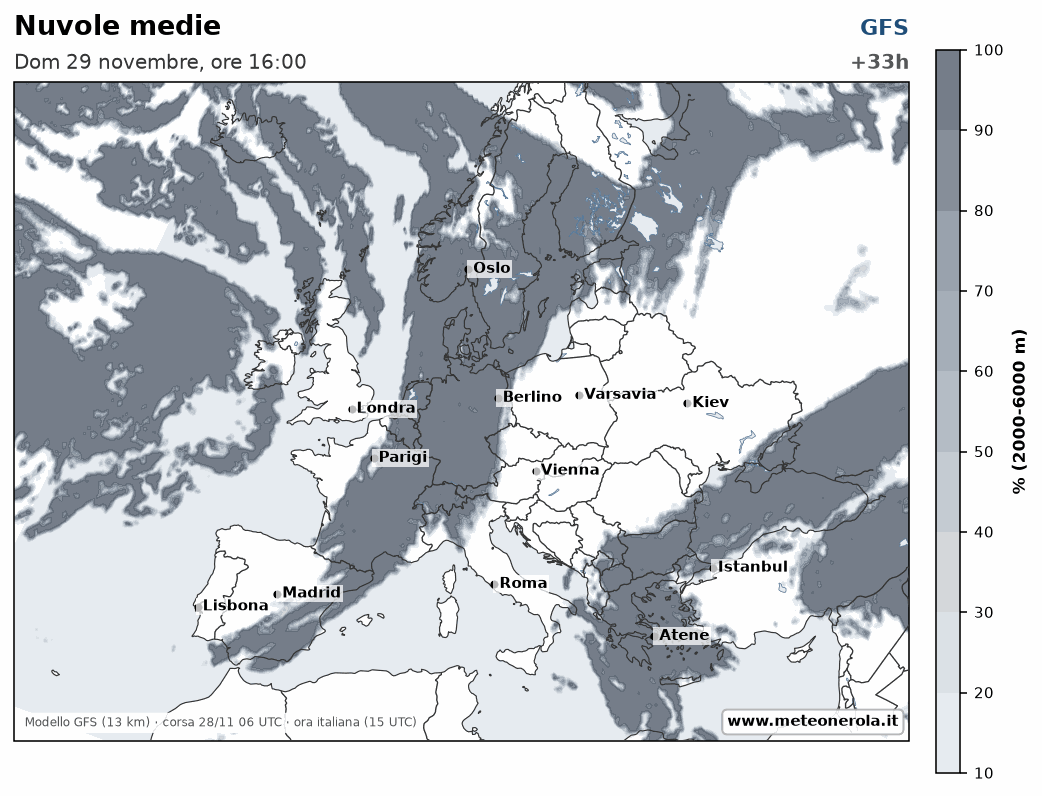 Nuvole medie
GFS
Dom 29 novembre, ore 16:00
+33h
100
90
80
70
60
50
40
30
20
10
% (2000-6000 m)
Oslo
Londra
Berlino
Varsavia
Kiev
Parigi
Vienna
Istanbul
Roma
Madrid
Lisbona
Atene
Modello GFS (13 km) · corsa 28/11 06 UTC · ora italiana (15 UTC)
www.meteonerola.it